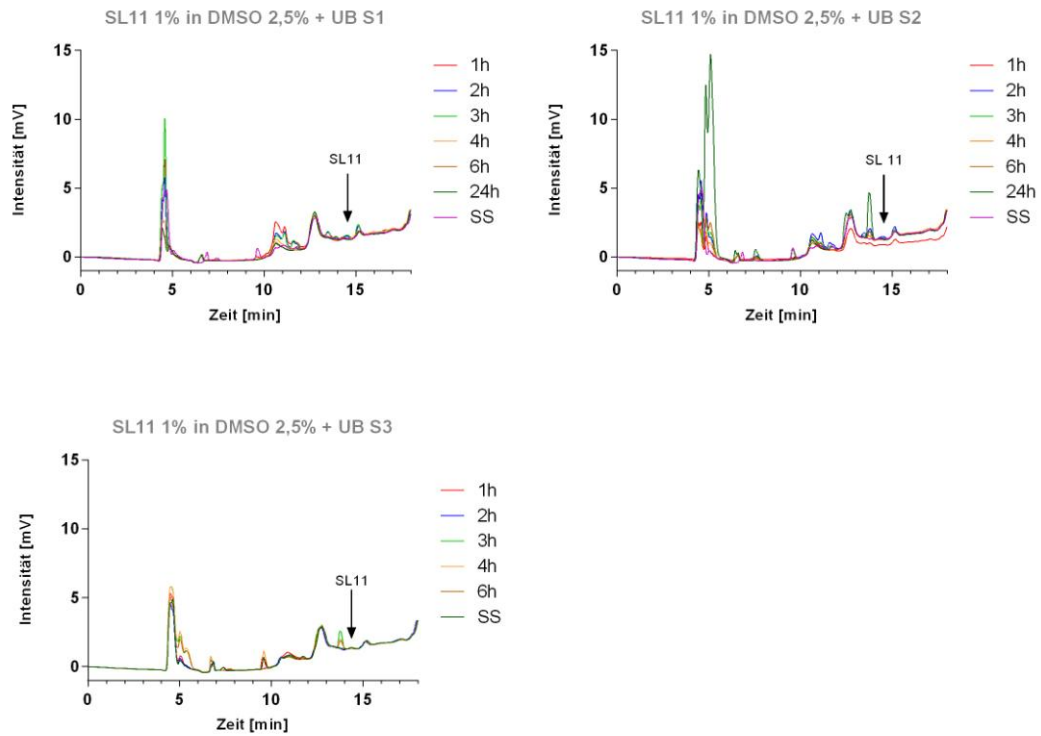 SL11 1% in DMSO 2,5% + UB S1
15
10
5
0
Intensität [mV]
0
5
10
15
Zeit [min]
SL11
1h
2h
3h
4h
6h
24h
SS
SL11 1% in DMSO 2,5% + UB S2
15
10
5
0
Intensität [mV]
0
5
10
15
Zeit [min]
SL 11
1h
2h
3h
4h
6h
24h
SS
SL11 1% in DMSO 2,5% + UB S3
15
10
5
0
Intensität [mV]
0
5
10
15
Zeit [min]
SL11
1h
2h
3h
4h
6h
SS